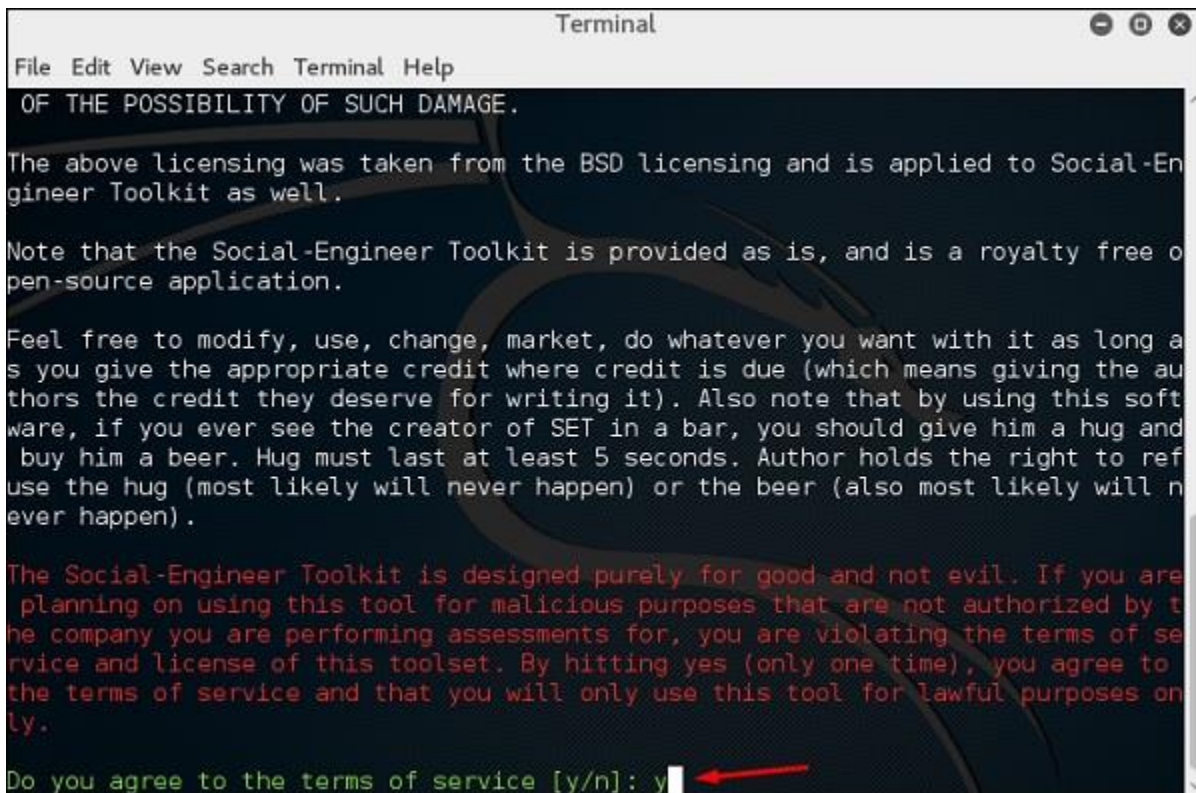 Terminal
File Edit View Search Terminal Help
OF THE POSSIBILITY OF SUCH DAMAGE.
The above licensing was taken from the BSD licensing and is applied to Social-En
gineer Toolkit as well.
Note that the Social-Engineer Toolkit is provided as is, and is a royalty free o
pen-source application.
Feel free to modify, use, change, market, do whatever you want with it as long a
s you give the appropriate credit where credit is due (which means giving the au
thors the credit they deserve for writing it). Also note that by using this soft
ware, if you ever see the creator of SET in a bar, you should give him a hug and
buy him a beer. Hug must last at least 5 seconds. Author holds the right to ref
use the hug (most likely will never happen) or the beer (also most likely will n
ever happen).
The Social-Engineer Toolkit is designed purely for good and not evil. If you are
planning on using this tool for malicious purposes that are not authorized by t
he company you are performing assessments for, you are violating the terms of se
rvice and license of this toolset. By hitting yes (only one time), you agree to
the terms of service and that you will only use this tool for lawful purposes on
ly.
Do you agree to the terms of service [y/n]: y